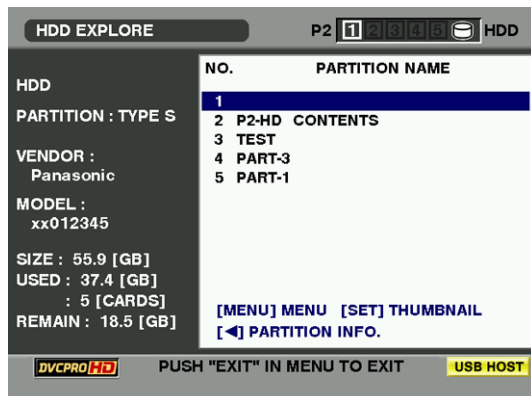 HDD EXPLORE
P2 1 2 3 4 5 HDD
HDD
PARTITION : TYPE S
VENDOR :
Panasonic
MODEL :
xx012345
SIZE : 55.9 [GB]
USED : 37.4 [GB]
: 5 [CARDS]
REMAIN : 18.5 [GB]
NO. PARTITION NAME
1
2 P2-HD CONTENTS
3 TEST
4 PART-3
5 PART-1
[MENU] MENU [SET] THUMBNAIL
[◀] PARTITION INFO.
DVCPRO HD PUSH "EXIT" IN MENU TO EXIT USB HOST